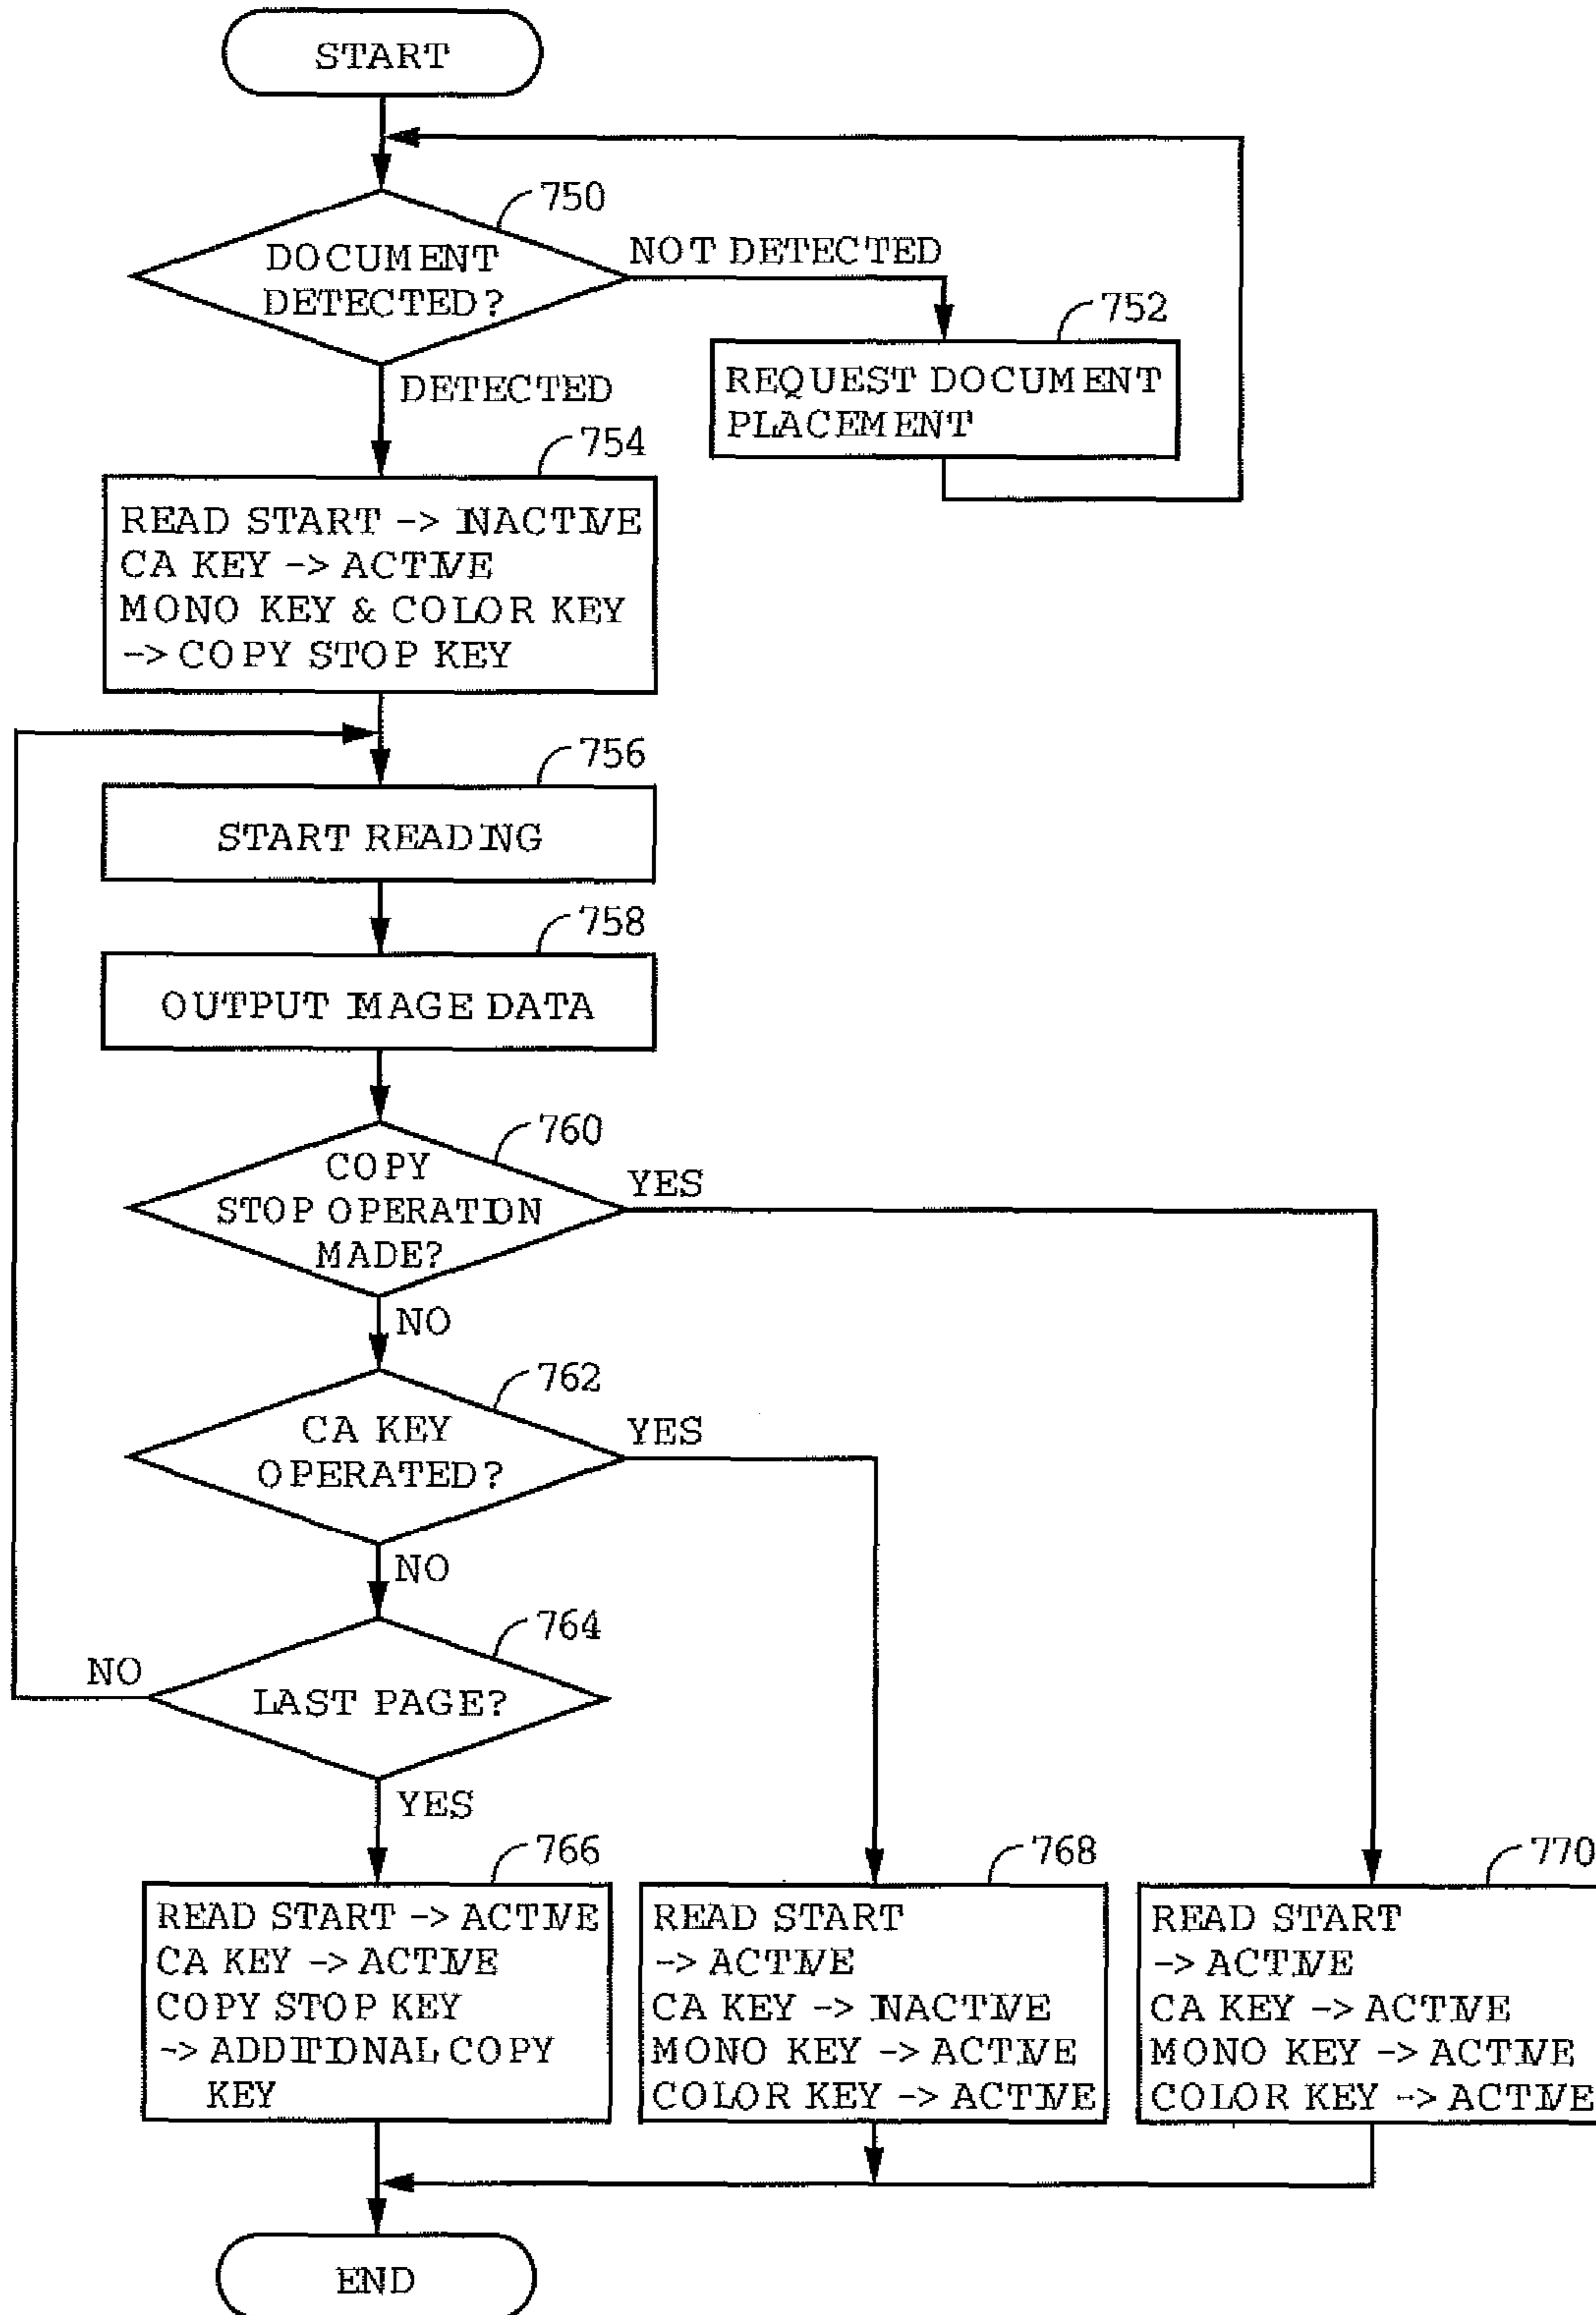 START
750
DOCUMENT
DETECTED?
NOT DETECTED
752
REQUEST DOCUMENT
PLACEMENT
DETECTED
754
READ START -> INACTIVE
CA KEY -> ACTIVE
MONO KEY & COLOR KEY
-> COPY STOP KEY
756
START READING
758
OUTPUT IMAGE DATA
760
COPY
STOP OPERATION
MADE?
YES
NO
762
CA KEY
OPERATED?
YES
NO
764
LAST PAGE?
NO
YES
766
READ START -> ACTIVE
CA KEY -> ACTIVE
COPY STOP KEY
-> ADDITIONAL COPY
KEY
768
READ START
-> ACTIVE
CA KEY -> INACTIVE
MONO KEY -> ACTIVE
COLOR KEY -> ACTIVE
770
READ START
-> ACTIVE
CA KEY -> ACTIVE
MONO KEY -> ACTIVE
COLOR KEY -> ACTIVE
END